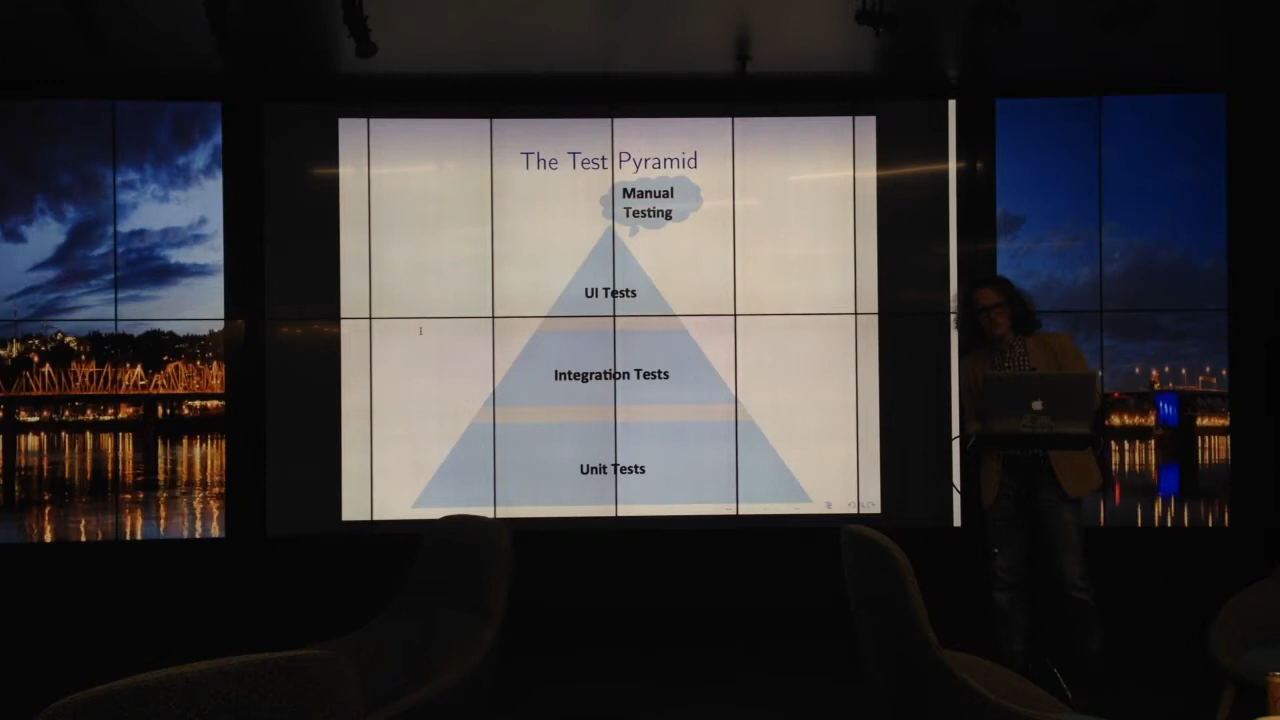 The Test Pyramid
Manual
Testing
UI Tests
Integration Tests
Unit Tests